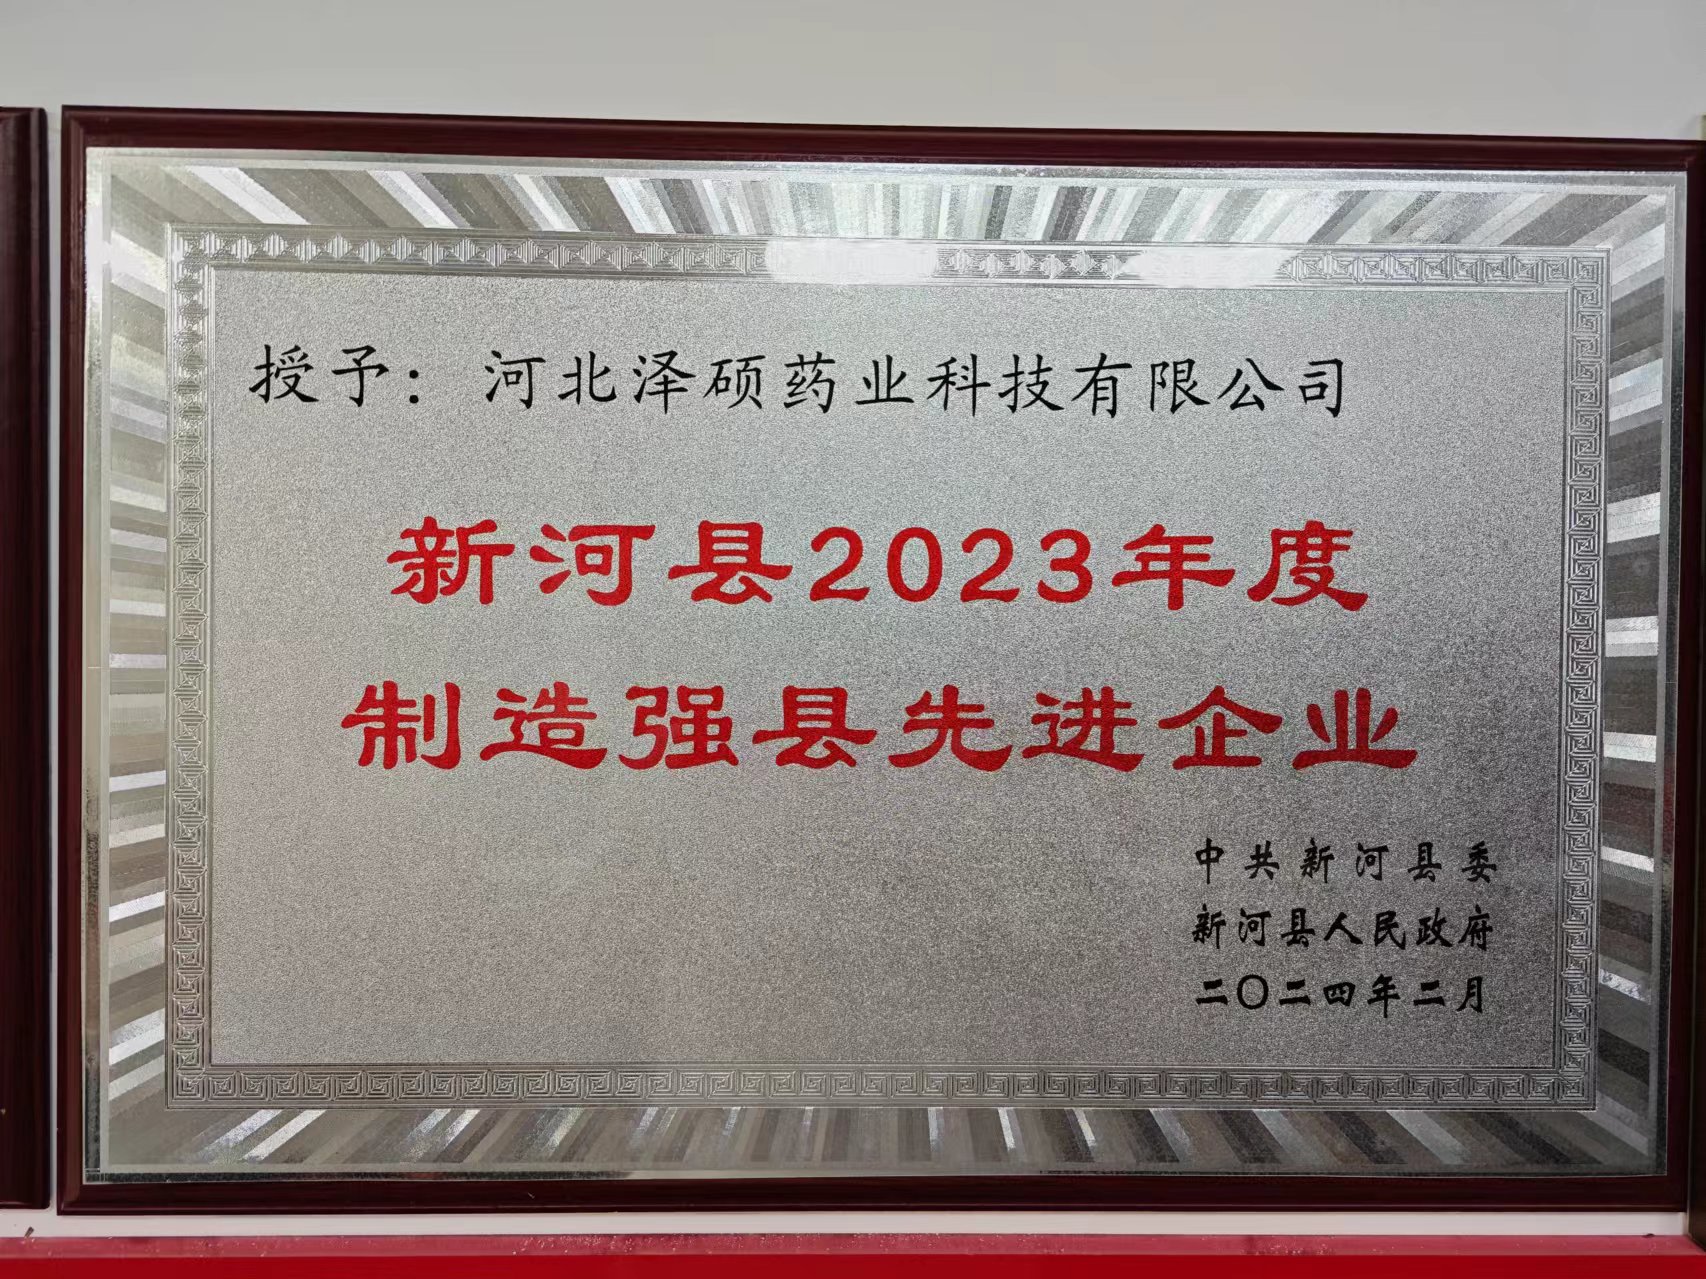 授予：河北泽硕药业科技有限公司
新河县2023年度
制造强县先进企业
中共新河县委
新河县人民政府
二〇二四年二月